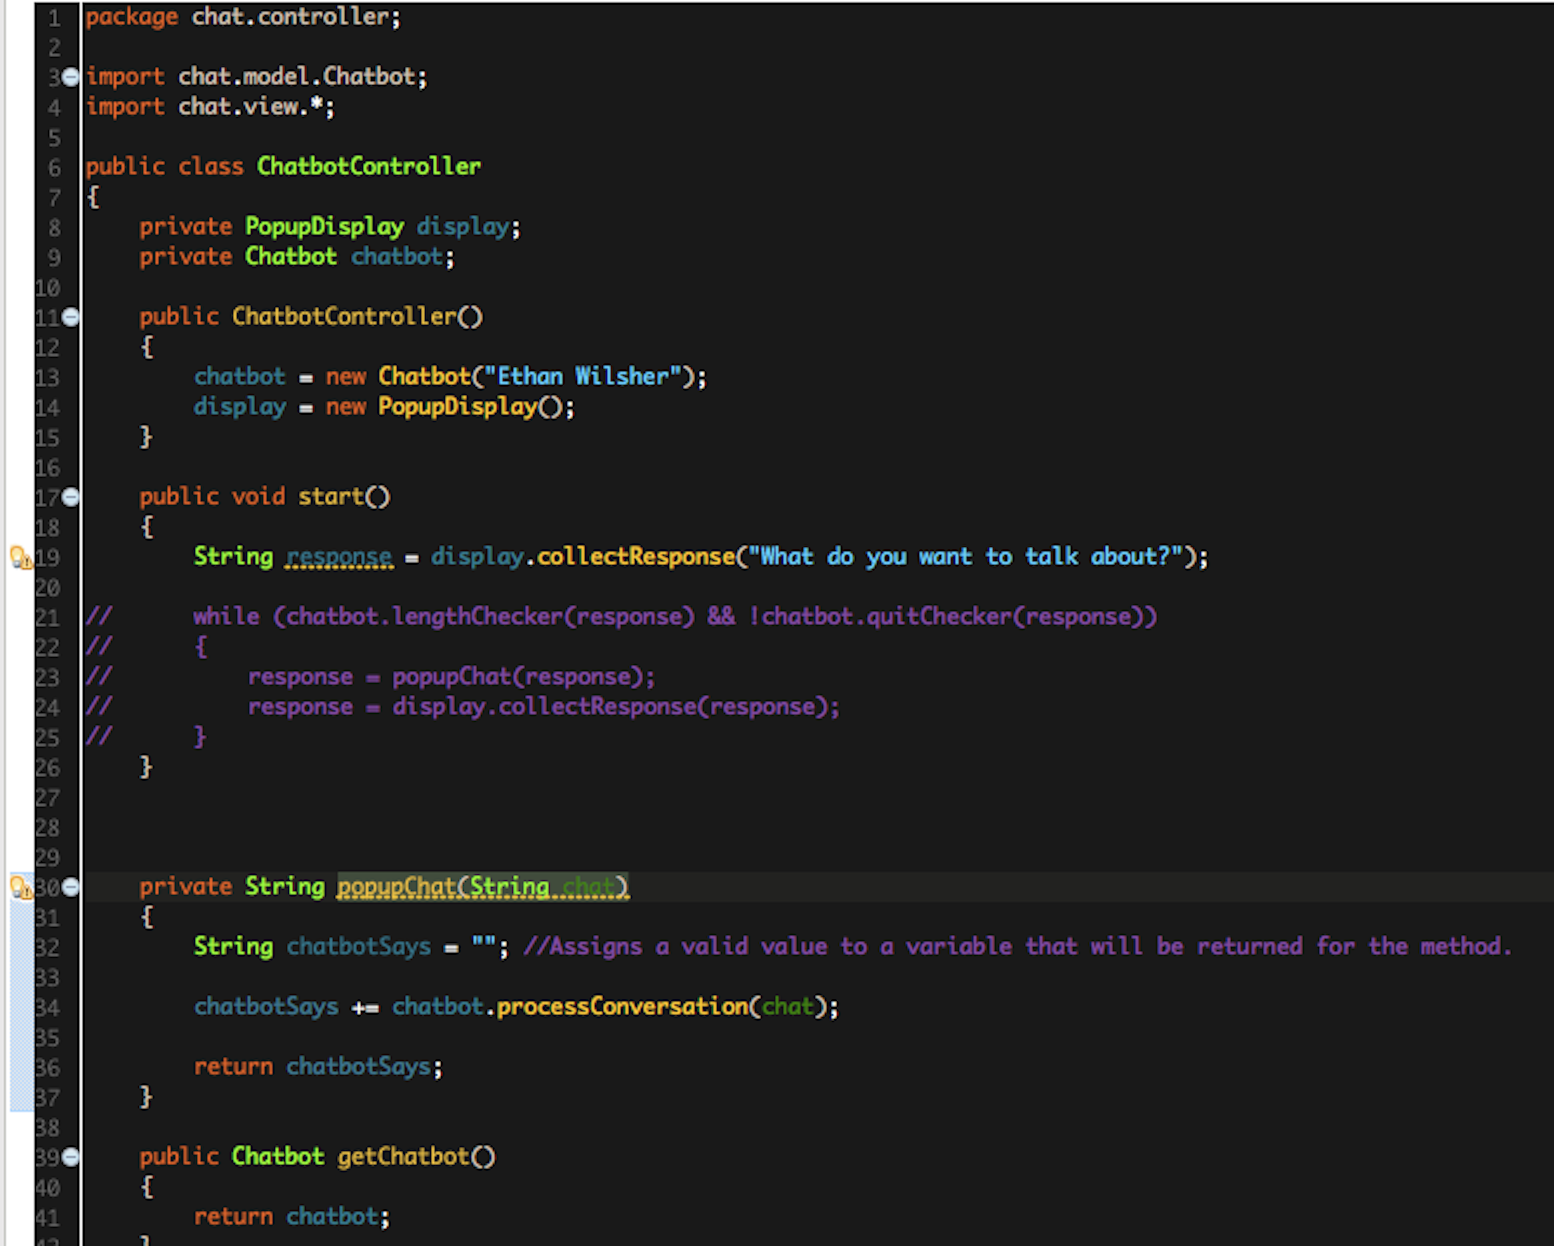 1 package chat.controller;
2
3 import chat.model.Chatbot;
4 import chat.view.*;
5
6 public class ChatbotController
7 {
8     private PopupDisplay display;
9     private Chatbot chatbot;
10
11     public ChatbotController()
12     {
13         chatbot = new Chatbot("Ethan Wilsher");
14         display = new PopupDisplay();
15     }
16
17     public void start()
18     {
19         String response = display.collectResponse("What do you want to talk about?");
20
21 //      while (chatbot.lengthChecker(response) && !chatbot.quitChecker(response))
22 //      {
23 //          response = popupChat(response);
24 //          response = display.collectResponse(response);
25 //      }
26     }
27
28
29
30     private String popupChat(String chat)
31     {
32         String chatbotSays = ""; //Assigns a valid value to a variable that will be returned for the method.
33
34         chatbotSays += chatbot.processConversation(chat);
35
36         return chatbotSays;
37     }
38
39     public Chatbot getChatbot()
40     {
41         return chatbot;